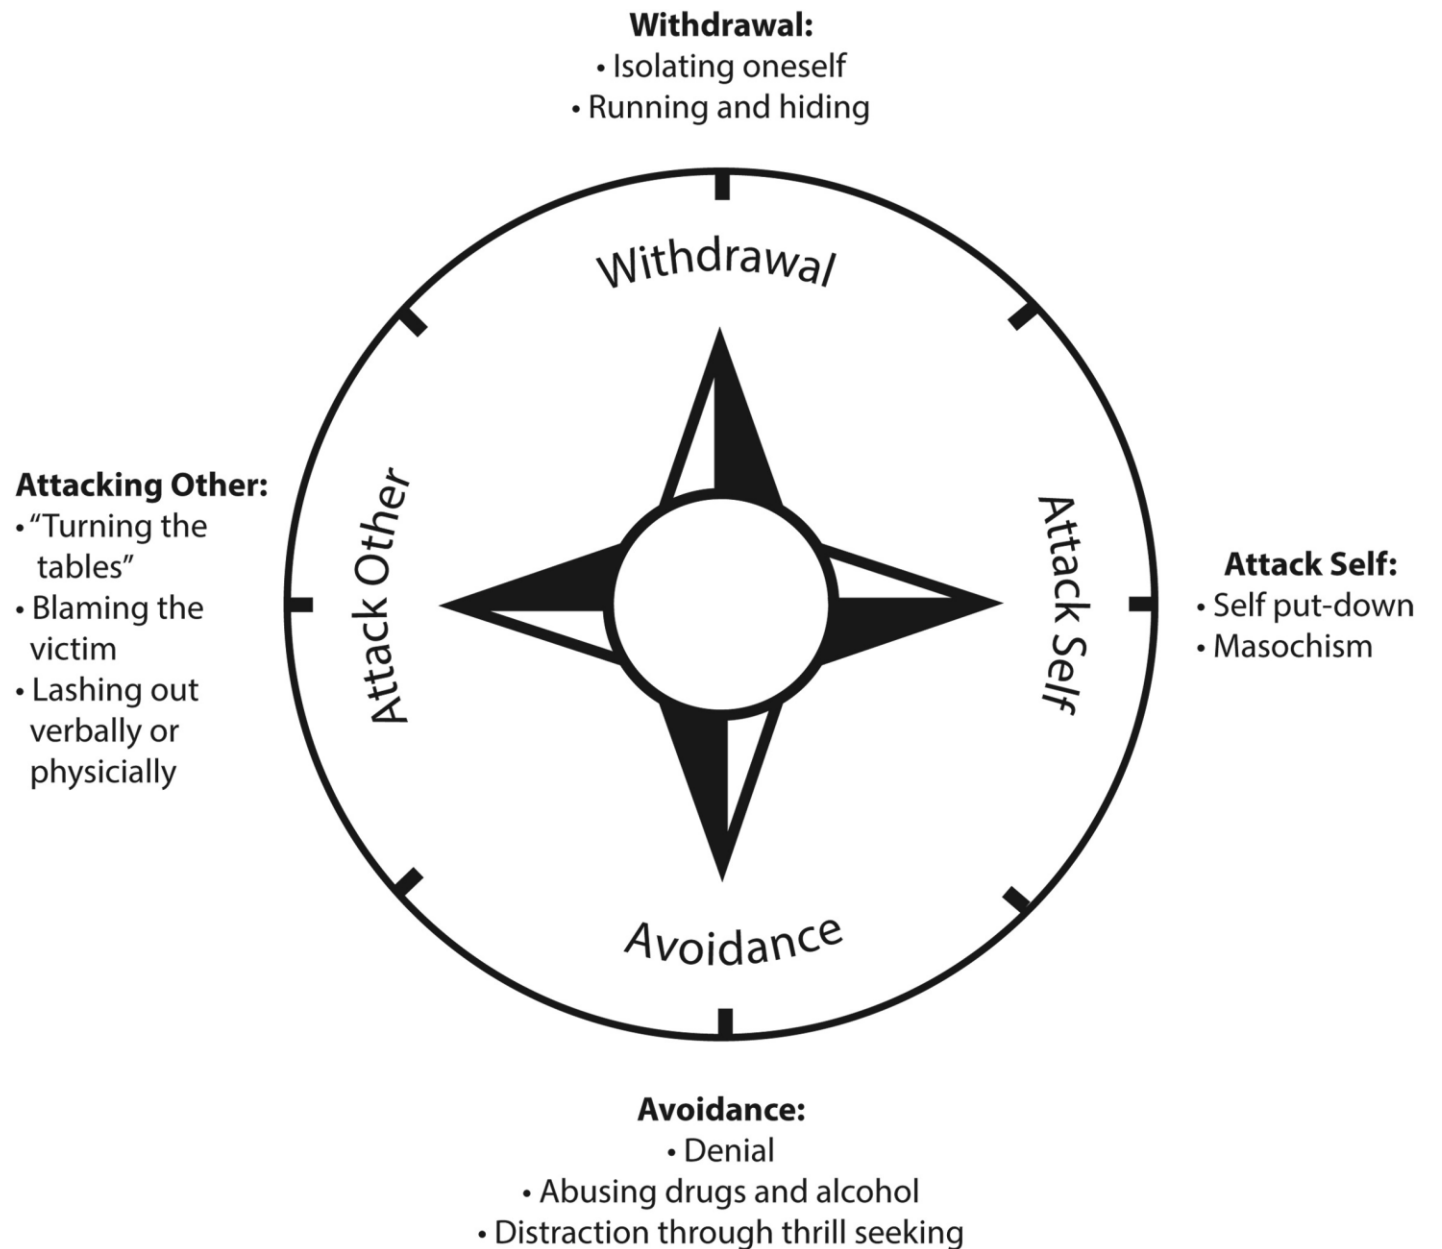 Withdrawal:
• Isolating oneself
• Running and hiding
Withdrawal
Attacking Other:
• “Turning the
tables”
• Blaming the
victim
• Lashing out
verbally or
physicially
Attack Other
Attack Self
Attack Self:
• Self put-down
• Masochism
Avoidance
Avoidance:
• Denial
• Abusing drugs and alcohol
• Distraction through thrill seeking